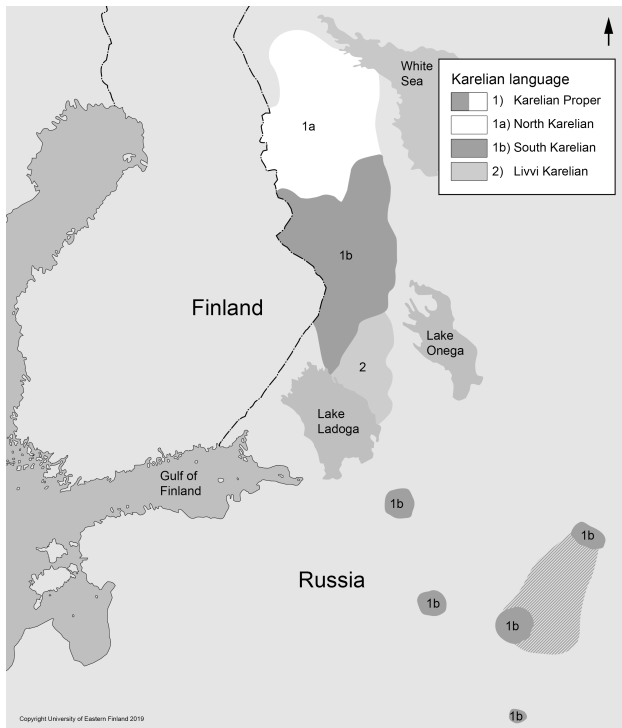 White
Sea
Karelian language
1) Karelian Proper
1a) North Karelian
1b) South Karelian
2) Livvi Karelian
1a
1b
Finland
Lake
Onega
2
Lake
Ladoga
Gulf of
Finland
1b
1b
Russia
1b
1b
1b
Copyright University of Eastern Finland 2019